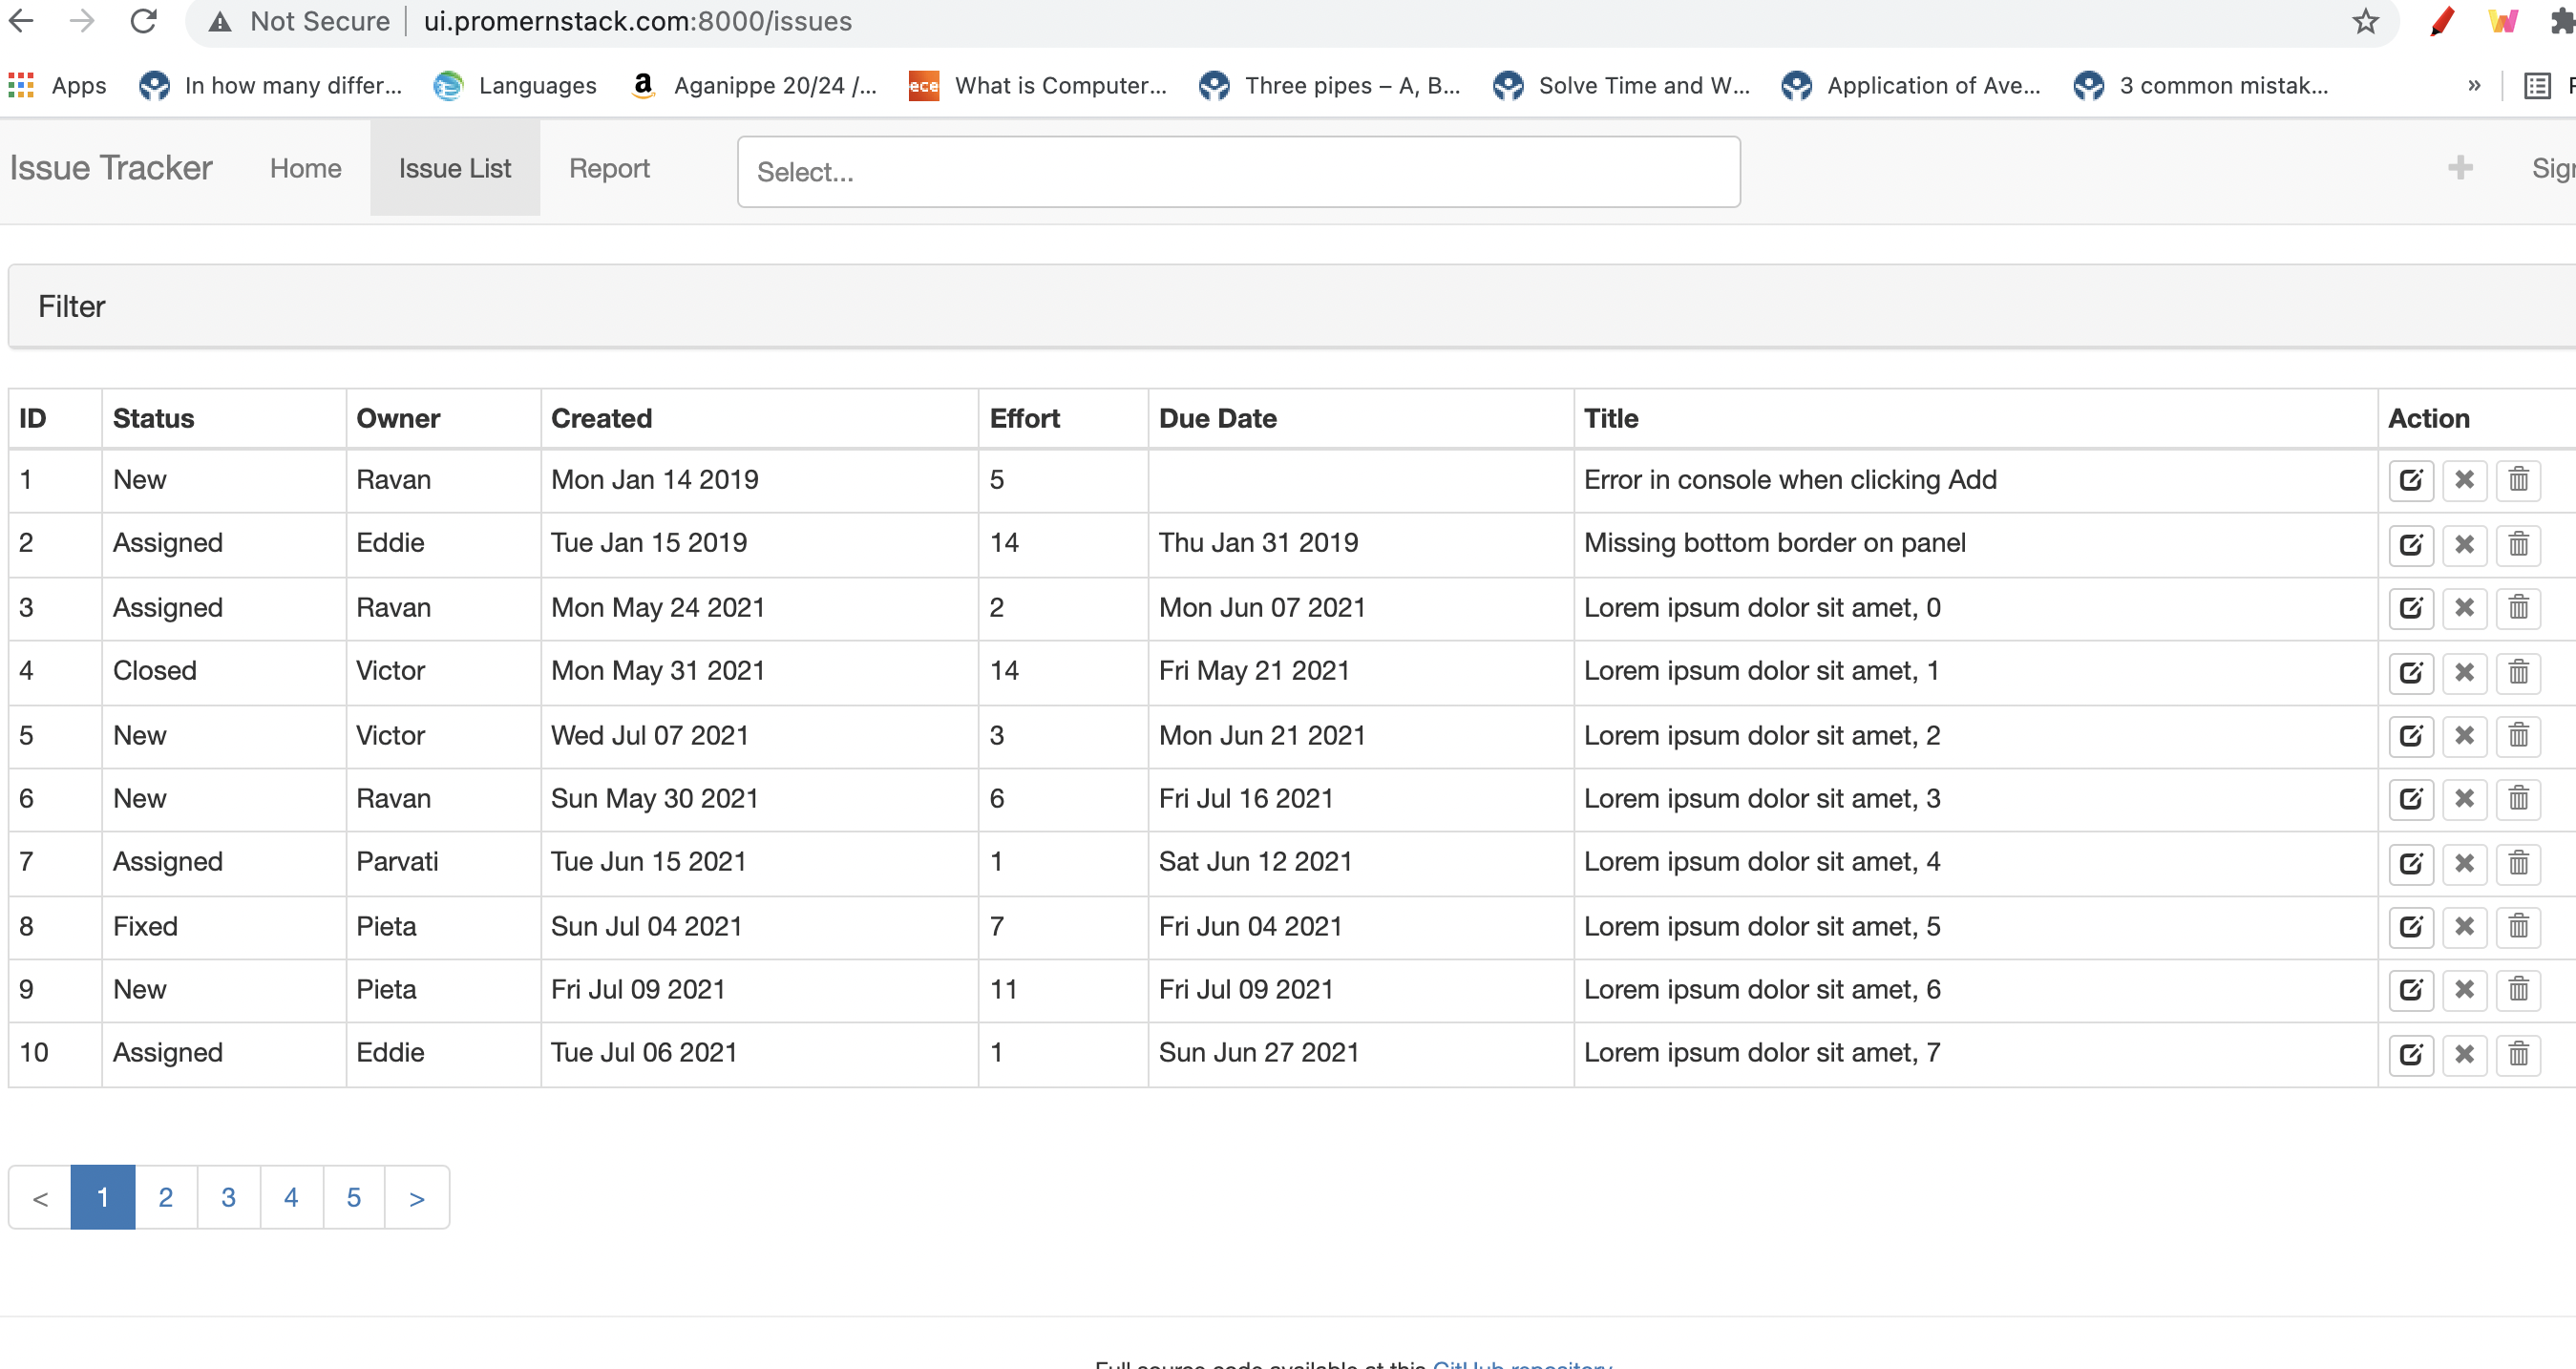 Not Secure ui.promernstack.com:8000/issues
Apps In how many differ... Languages Aganippe 20/24 /... What is Computer... Three pipes – A, B... Solve Time and W... Application of Ave... 3 common mistak... »
Issue Tracker Home Issue List Report Select... +
Filter
ID Status Owner Created Effort Due Date Title Action
1 New Ravan Mon Jan 14 2019 5 Error in console when clicking Add
2 Assigned Eddie Tue Jan 15 2019 14 Thu Jan 31 2019 Missing bottom border on panel
3 Assigned Ravan Mon May 24 2021 2 Mon Jun 07 2021 Lorem ipsum dolor sit amet, 0
4 Closed Victor Mon May 31 2021 14 Fri May 21 2021 Lorem ipsum dolor sit amet, 1
5 New Victor Wed Jul 07 2021 3 Mon Jun 21 2021 Lorem ipsum dolor sit amet, 2
6 New Ravan Sun May 30 2021 6 Fri Jul 16 2021 Lorem ipsum dolor sit amet, 3
7 Assigned Parvati Tue Jun 15 2021 1 Sat Jun 12 2021 Lorem ipsum dolor sit amet, 4
8 Fixed Pieta Sun Jul 04 2021 7 Fri Jun 04 2021 Lorem ipsum dolor sit amet, 5
9 New Pieta Fri Jul 09 2021 11 Fri Jul 09 2021 Lorem ipsum dolor sit amet, 6
10 Assigned Eddie Tue Jul 06 2021 1 Sun Jun 27 2021 Lorem ipsum dolor sit amet, 7
< 1 2 3 4 5 >
Full source code available at this GitHub repository